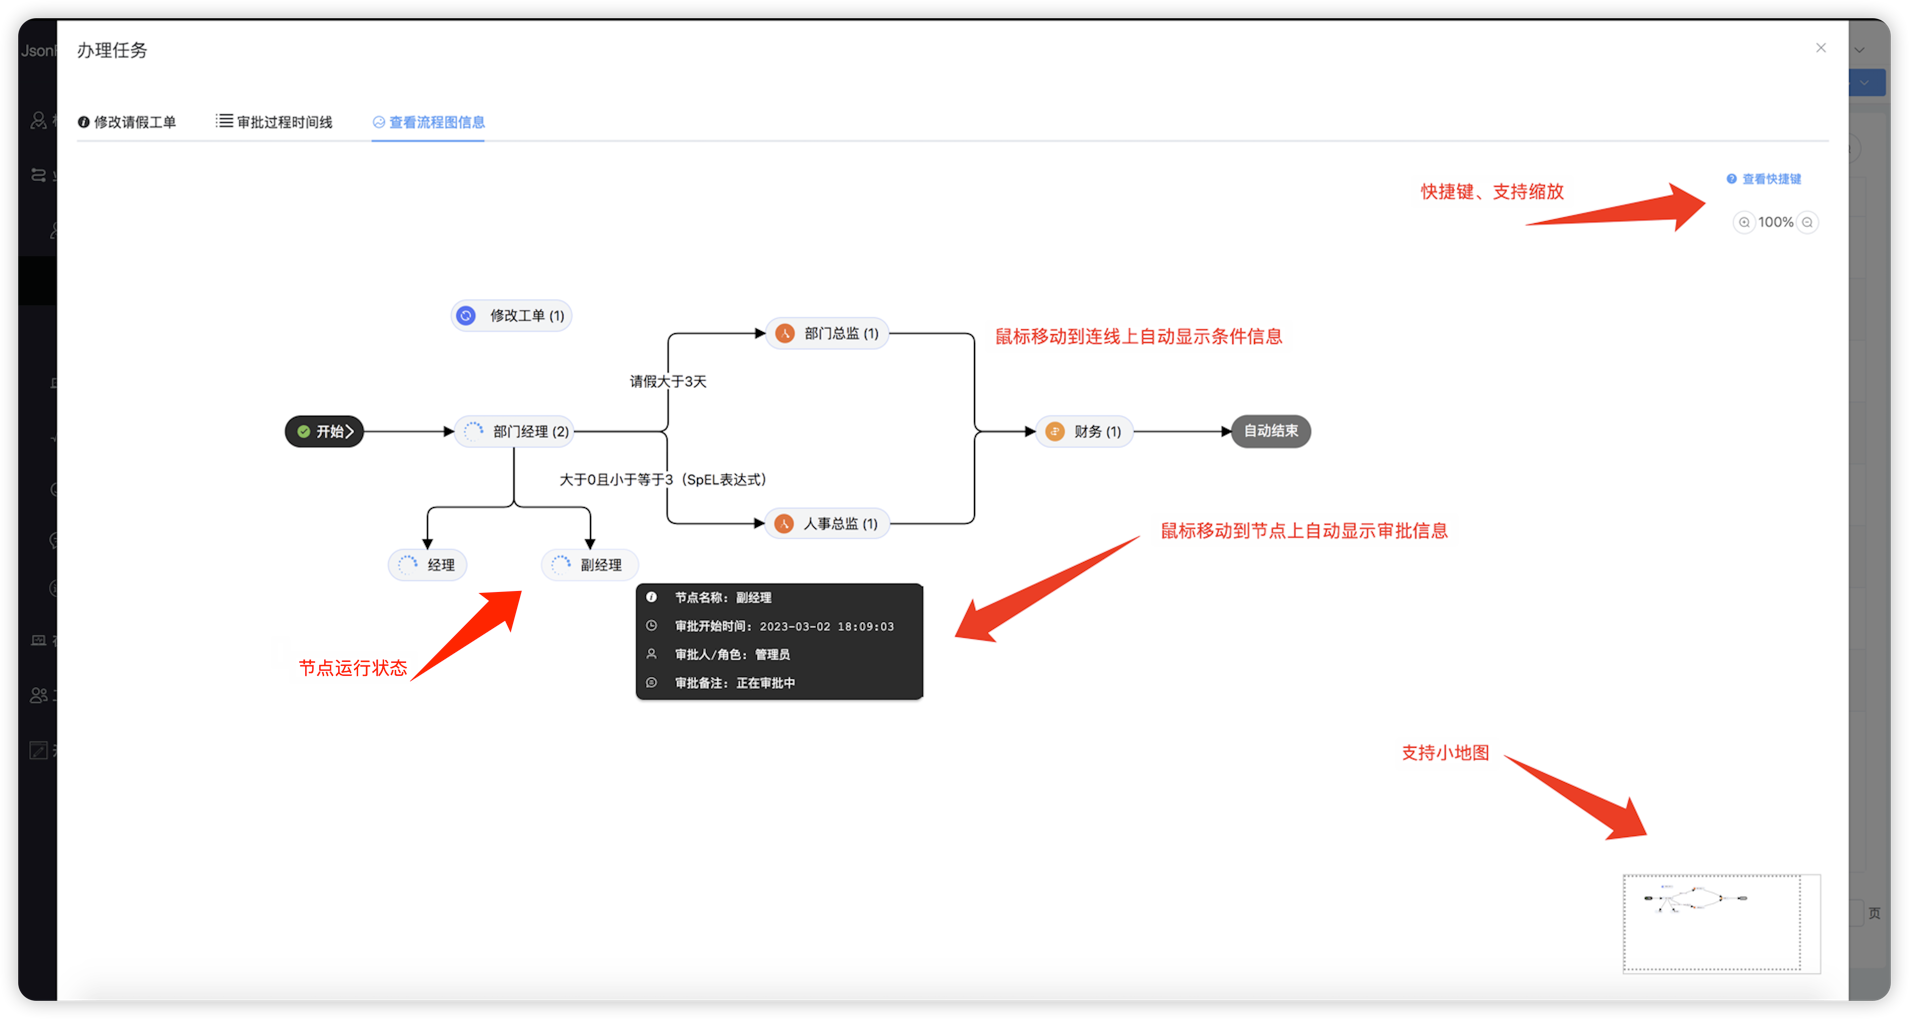 JsonF
办理任务
修改请假工单
审批过程时间线
查看流程图信息
查看快捷键
快捷键、支持缩放
100%
修改工单 (1)
部门总监 (1)
鼠标移动到连线上自动显示条件信息
请假大于3天
开始
部门经理 (2)
财务 (1)
自动结束
大于0且小于等于3（SpEL表达式）
人事总监 (1)
鼠标移动到节点上自动显示审批信息
经理
副经理
节点名称: 副经理
审批开始时间: 2023-03-02 18:09:03
审批人/角色: 管理员
审批备注: 正在审批中
节点运行状态
支持小地图
页